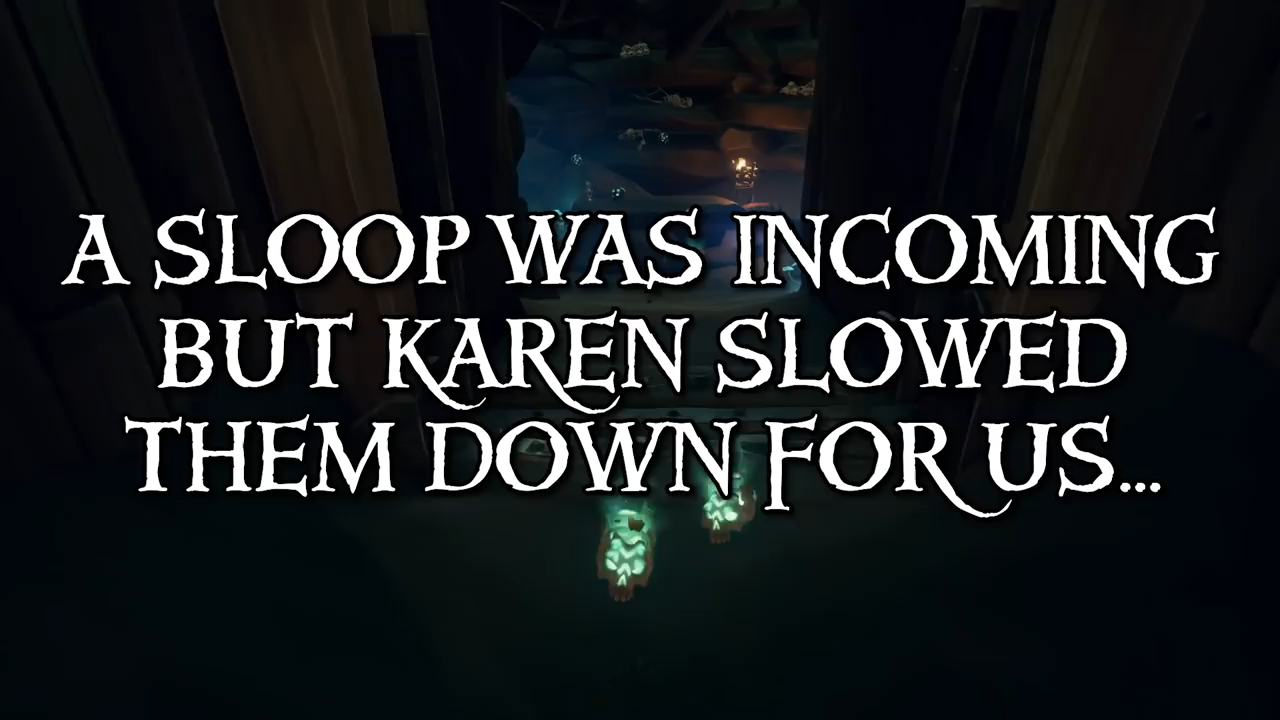 A SLOOP WAS INCOMING
BUT KAREN SLOWED
THEM DOWN FOR US...